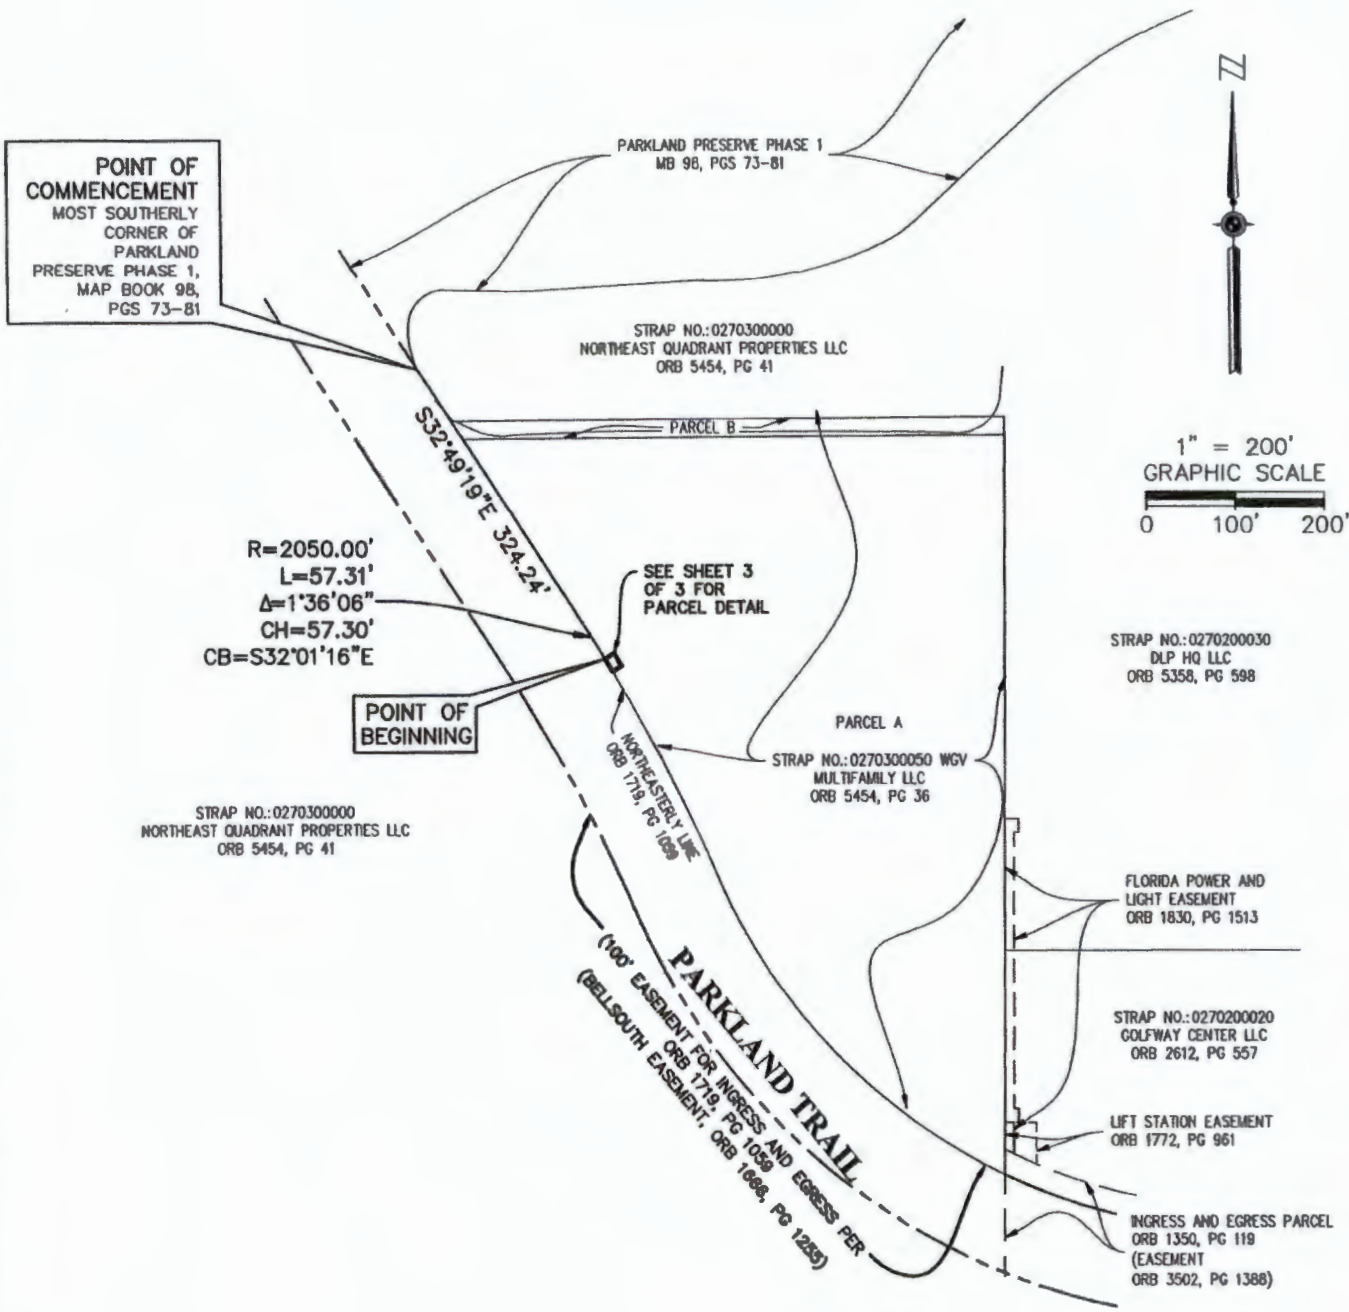 PARKLAND PRESERVE PHASE 1
MB 98, PGS 73-81
N
POINT OF
COMMENCEMENT
MOST SOUTHERLY
CORNER OF
PARKLAND
PRESERVE PHASE 1,
MAP BOOK 98,
PGS 73-81
STRAP NO.:0270300000
NORTHEAST QUADRANT PROPERTIES LLC
ORB 5454, PG 41
PARCEL B
1" = 200'
GRAPHIC SCALE
0 100' 200'
S32°49'19"E 324.24'
R=2050.00'
L=57.31'
Δ=1°36'06"
CH=57.30'
CB=S32°01'16"E
SEE SHEET 3
OF 3 FOR
PARCEL DETAIL
POINT OF
BEGINNING
STRAP NO.:0270200030
DLP HQ LLC
ORB 5358, PG 598
PARCEL A
STRAP NO.:0270300050 WGV
MULTIFAMILY LLC
ORB 5454, PG 36
NORTHEASTERLY LINE
ORB 1719, PG 1059
STRAP NO.:0270300000
NORTHEAST QUADRANT PROPERTIES LLC
ORB 5454, PG 41
FLORIDA POWER AND
LIGHT EASEMENT
ORB 1830, PG 1513
PARKLAND TRAIL
(100' EASEMENT FOR INGRESS AND EGRESS PER
ORB 1719, PG 1059
(BELLSOUTH EASEMENT, ORB 1686, PG 1255)
STRAP NO.:0270200020
GOLFWAY CENTER LLC
ORB 2612, PG 557
LIFT STATION EASEMENT
ORB 1772, PG 961
INGRESS AND EGRESS PARCEL
ORB 1350, PG 119
(EASEMENT
ORB 3502, PG 1388)